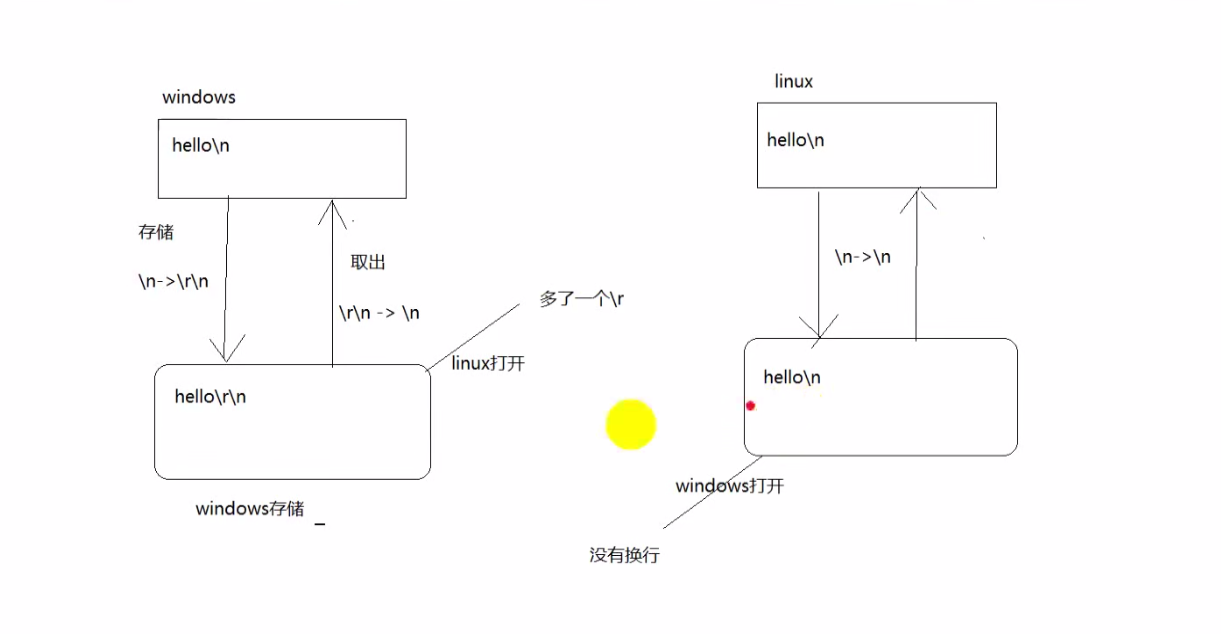 windows
hello\n
存储
\n->\r\n
取出
\r\n -> \n
hello\r\n
windows存储
多了一个\r
linux打开
linux
hello\n
\n->\n
hello\n
windows打开
没有换行